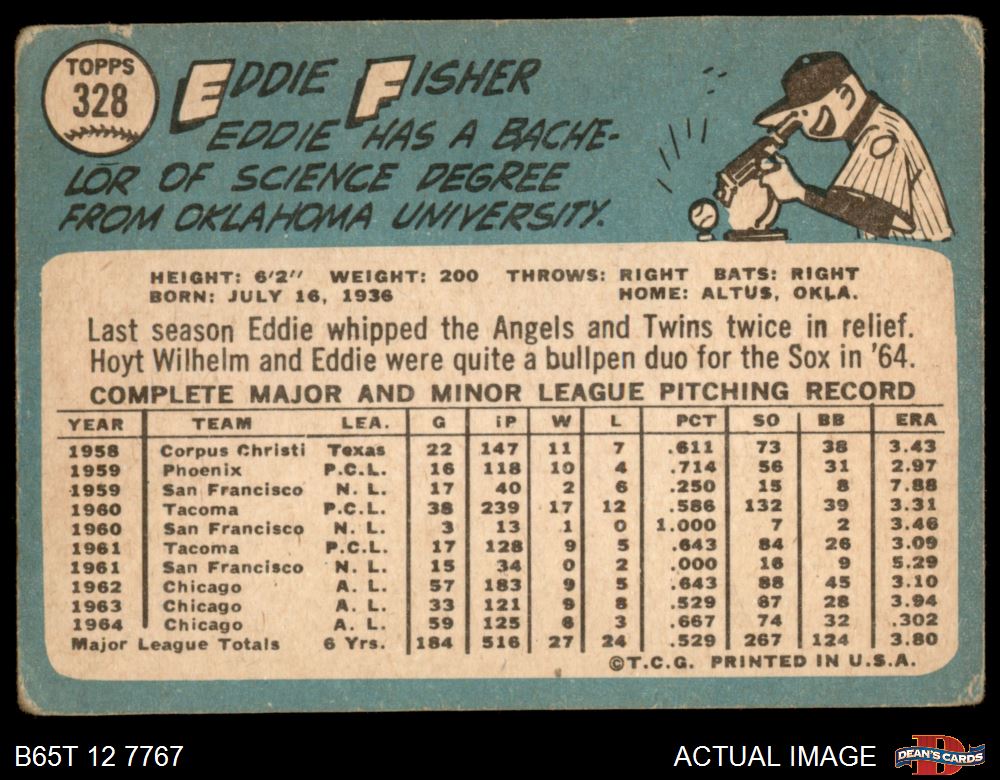 TOPPS
328
EDDIE FISHER
EDDIE HAS A BACHE-
LOR OF SCIENCE DEGREE
FROM OKLAHOMA UNIVERSITY.
HEIGHT: 6'2" WEIGHT: 200 THROWS: RIGHT BATS: RIGHT
BORN: JULY 16, 1936 HOME: ALTUS, OKLA.
Last season Eddie whipped the Angels and Twins twice in relief.
Hoyt Wilhelm and Eddie were quite a bullpen duo for the Sox in '64.
COMPLETE MAJOR AND MINOR LEAGUE PITCHING RECORD
YEAR TEAM LEA. G IP W L PCT SO BB ERA
1958 Corpus Christi Texas 22 147 11 7 .611 73 38 3.43
1959 Phoenix P.C.L. 16 118 10 4 .714 56 31 2.97
1959 San Francisco N. L. 17 40 2 6 .250 15 8 7.88
1960 Tacoma P.C.L. 38 239 17 12 .586 132 39 3.31
1960 San Francisco N. L. 3 13 1 0 1.000 7 2 3.46
1961 Tacoma P.C.L. 17 128 9 5 .643 84 26 3.09
1961 San Francisco N. L. 15 34 0 2 .000 16 9 5.29
1962 Chicago A. L. 57 183 9 5 .643 88 45 3.10
1963 Chicago A. L. 33 121 9 8 .529 67 28 3.94
1964 Chicago A. L. 59 125 6 3 .667 74 32 .302
Major League Totals 6 Yrs. 184 516 27 24 .529 267 124 3.80
©T.C.G. PRINTED IN U.S.A.
B65T 12 7767 ACTUAL IMAGE D DEAN'S CARDS